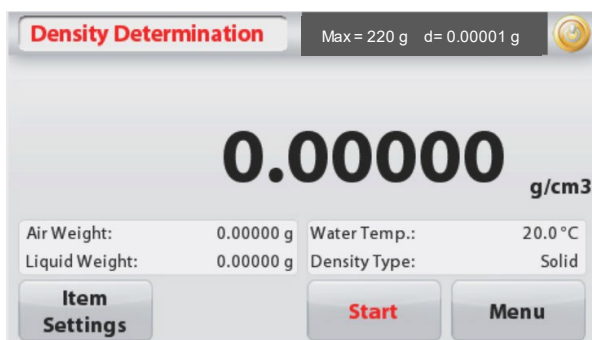 Density Determination Max = 220 g d= 0.00001 g
0.00000 g/cm3
Air Weight: 0.00000 g Water Temp.: 20.0 °C
Liquid Weight: 0.00000 g Density Type: Solid
Item
Settings
Start
Menu